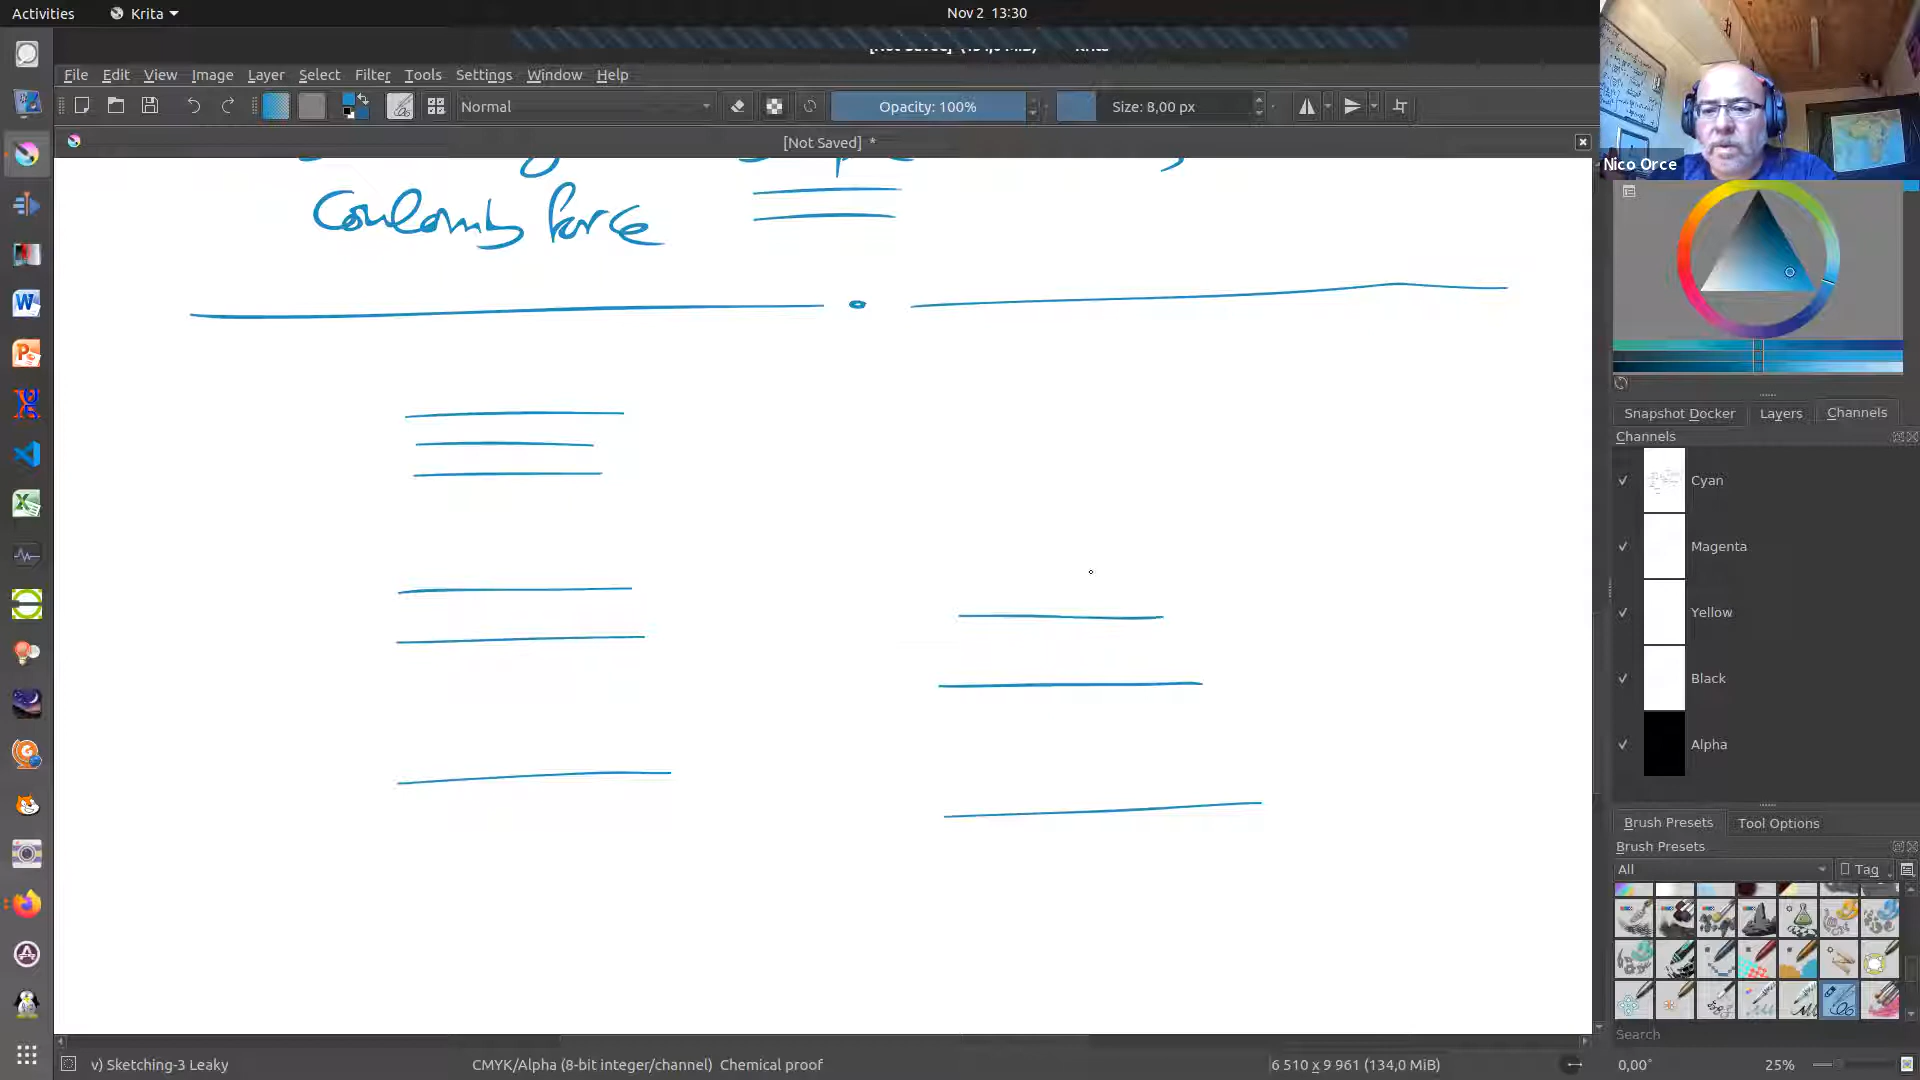 Activities
Krita
Nov 2 13:30
File Edit View Image Layer Select Filter Tools Settings Window Help
Normal
Opacity: 100%
Size: 8,00 px
[Not Saved] *
Nico Orce
Coulomb force
Snapshot Docker Layers Channels
Channels
Cyan
Magenta
Yellow
Black
Alpha
Brush Presets Tool Options
Brush Presets
All
Tag
Search
v) Sketching-3 Leaky
CMYK/Alpha (8-bit integer/channel) Chemical proof
6 510 x 9 961 (134,0 MiB)
0,00°
25%